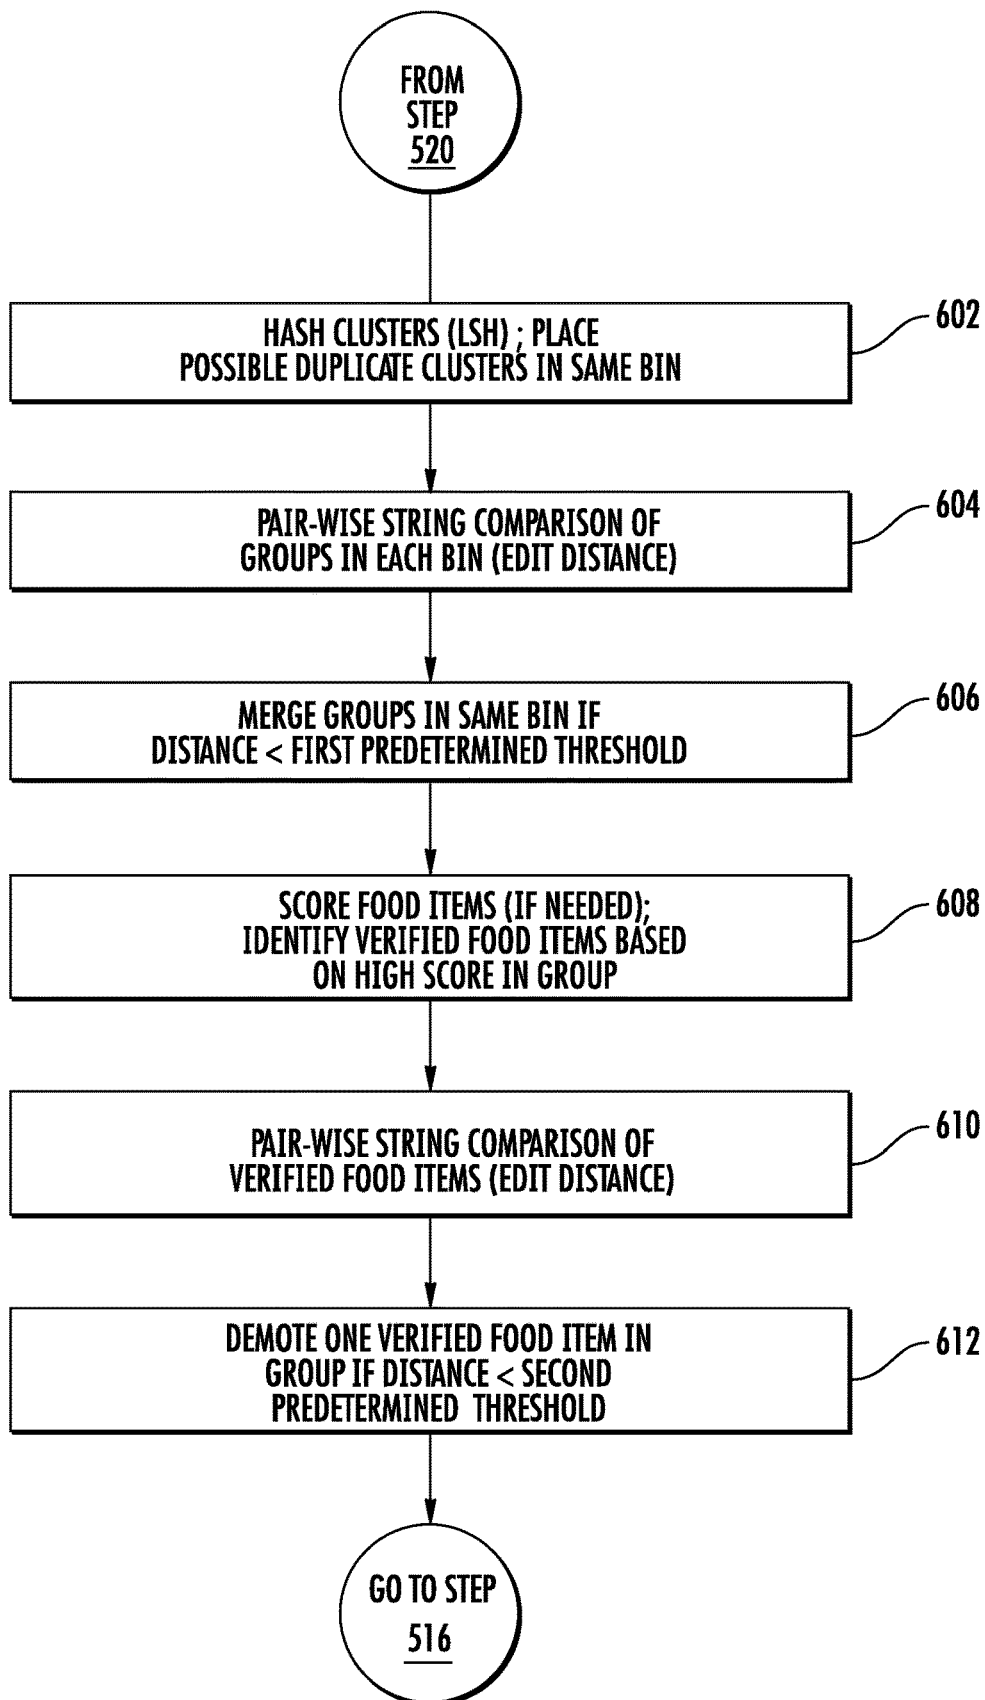 FROM
STEP
520
HASH CLUSTERS (LSH) ; PLACE
POSSIBLE DUPLICATE CLUSTERS IN SAME BIN
602
PAIR-WISE STRING COMPARISON OF
GROUPS IN EACH BIN (EDIT DISTANCE)
604
MERGE GROUPS IN SAME BIN IF
DISTANCE < FIRST PREDETERMINED THRESHOLD
606
SCORE FOOD ITEMS (IF NEEDED);
IDENTIFY VERIFIED FOOD ITEMS BASED
ON HIGH SCORE IN GROUP
608
PAIR-WISE STRING COMPARISON OF
VERIFIED FOOD ITEMS (EDIT DISTANCE)
610
DEMOTE ONE VERIFIED FOOD ITEM IN
GROUP IF DISTANCE < SECOND
PREDETERMINED THRESHOLD
612
GO TO STEP
516